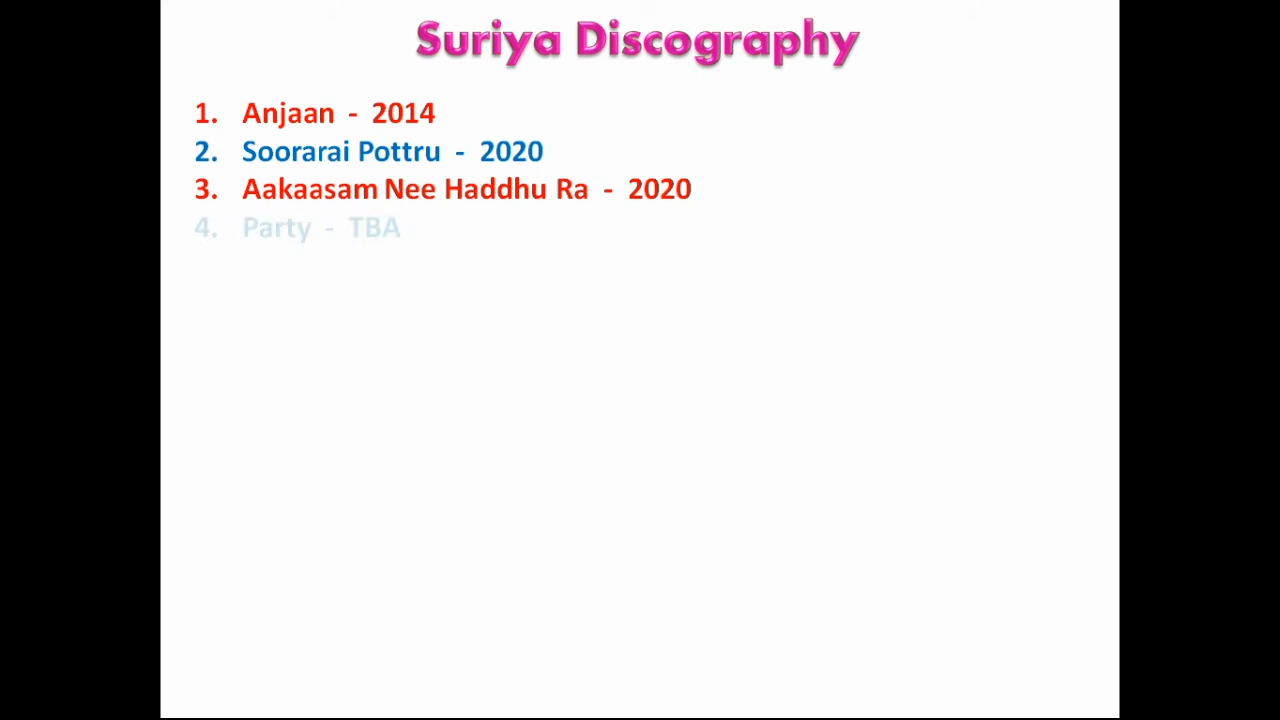 Suriya Discography
1. Anjaan - 2014
2. Soorarai Pottru - 2020
3. Aakaasam Nee Haddhu Ra - 2020
4. Party - TBA